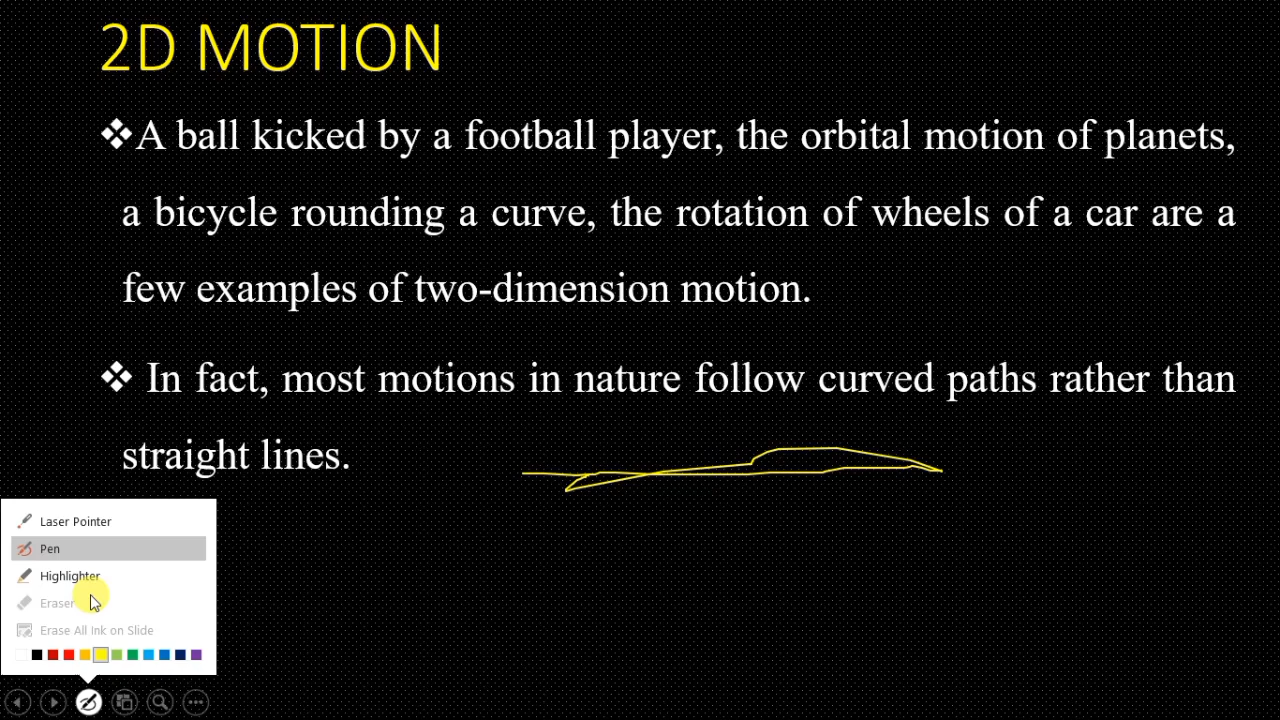 2D MOTION
❖A ball kicked by a football player, the orbital motion of planets,
a bicycle rounding a curve, the rotation of wheels of a car are a
few examples of two-dimension motion.
❖ In fact, most motions in nature follow curved paths rather than
straight lines.
Laser Pointer
Pen
Highlighter
Eraser
Erase All Ink on Slide